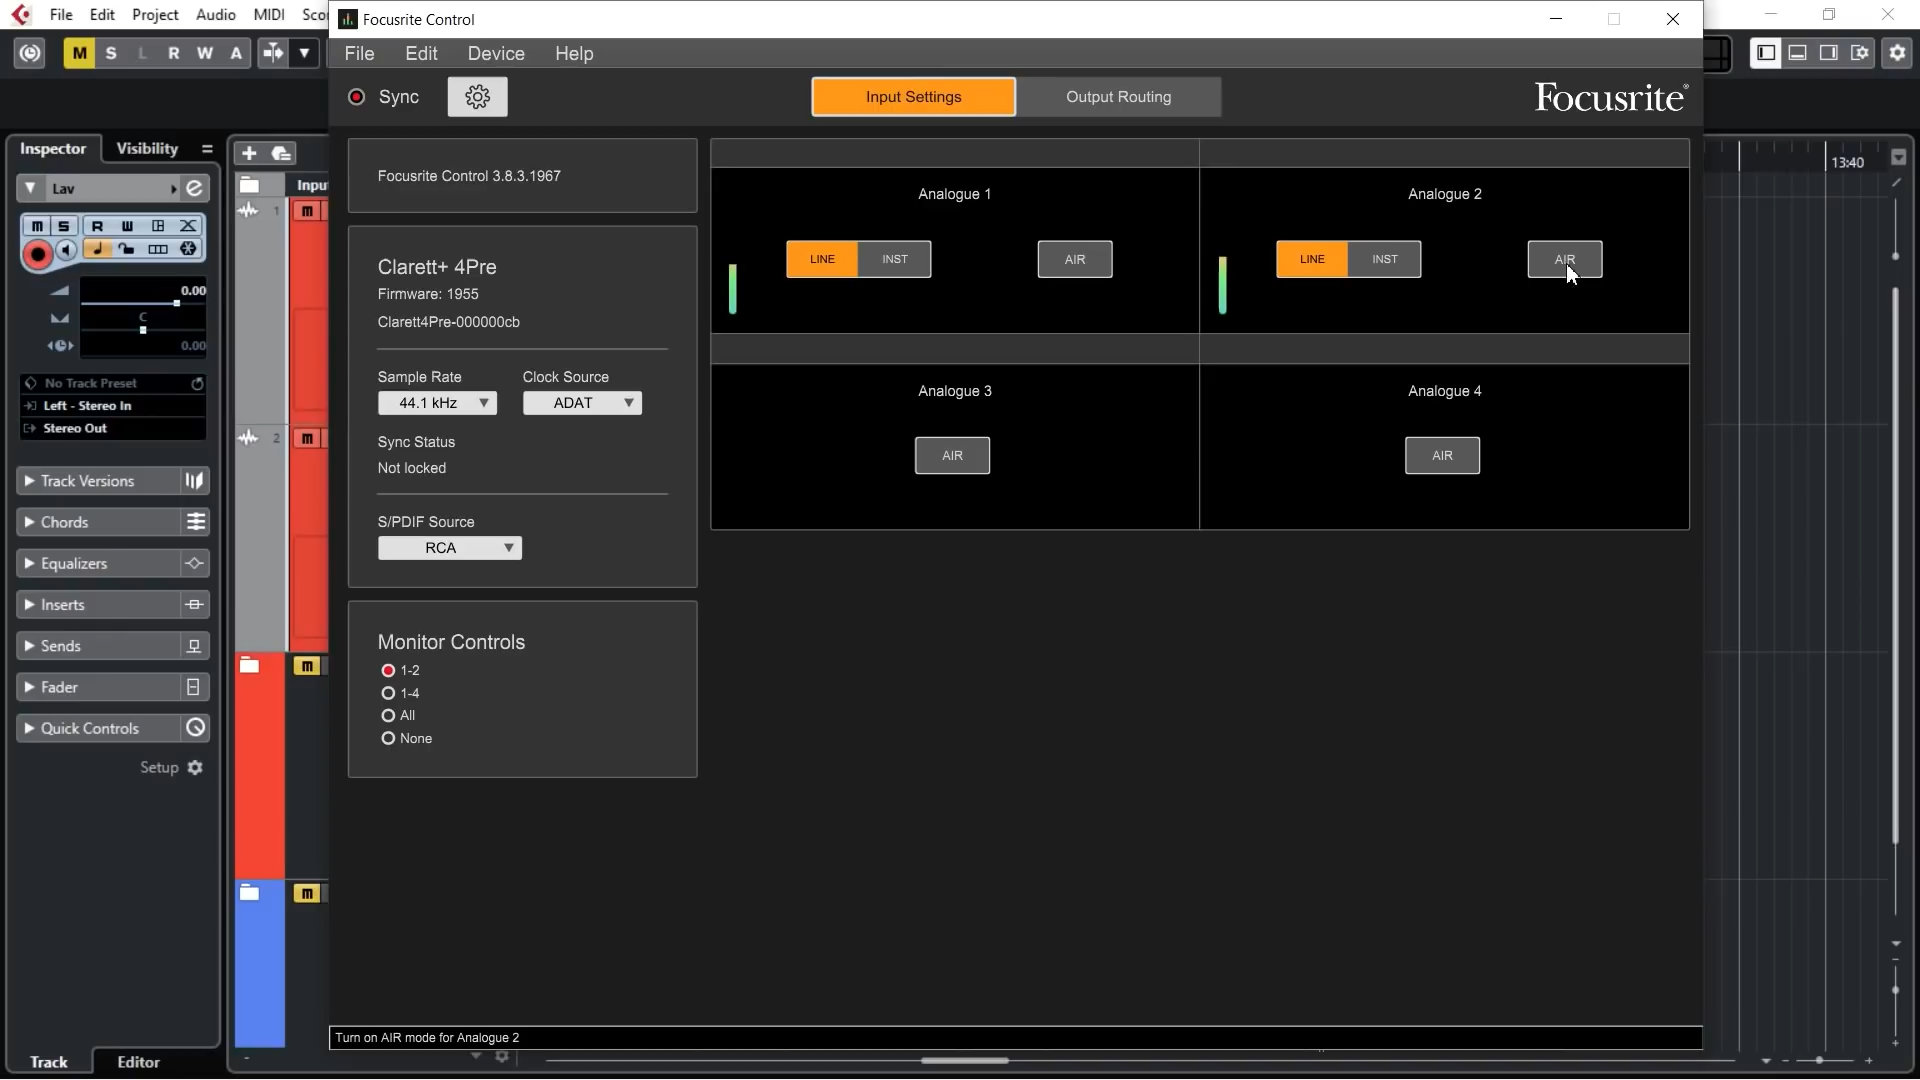 File Edit Project Audio MIDI
Focusrite Control
M S L R W A
File Edit Device Help
Sync
Input Settings
Output Routing
Focusrite
Inspector Visibility
Lav
Focusrite Control 3.8.3.1967
13:40
m S R W
1 m
0.00
C
0.00
No Track Preset
Left - Stereo In
Stereo Out
2 m
Track Versions
Chords
Equalizers
Inserts
Sends
Fader
Quick Controls
Setup
m
m
Track Editor
Clarett+ 4Pre
Firmware: 1955
Clarett4Pre-000000cb
Sample Rate Clock Source
44.1 kHz ADAT
Sync Status
Not locked
S/PDIF Source
RCA
Monitor Controls
1-2
1-4
All
None
Analogue 1
LINE INST AIR
Analogue 2
LINE INST AIR
Analogue 3
AIR
Analogue 4
AIR
Turn on AIR mode for Analogue 2